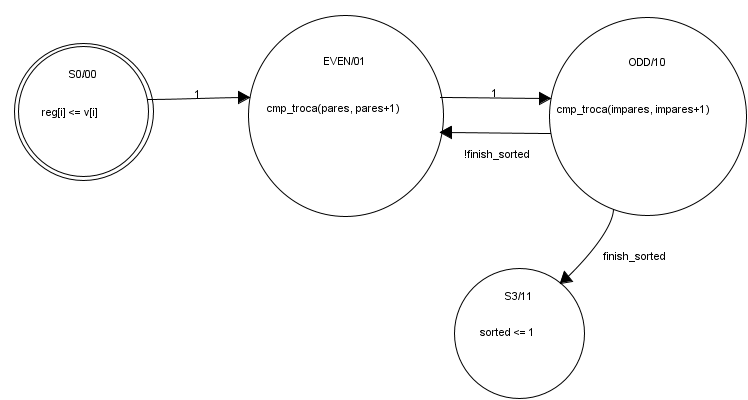 S0/00
reg[i] <= v[i]
1
EVEN/01
cmp_troca(pares, pares+1)
1
!finish_sorted
ODD/10
cmp_troca(impares, impares+1)
finish_sorted
S3/11
sorted <= 1